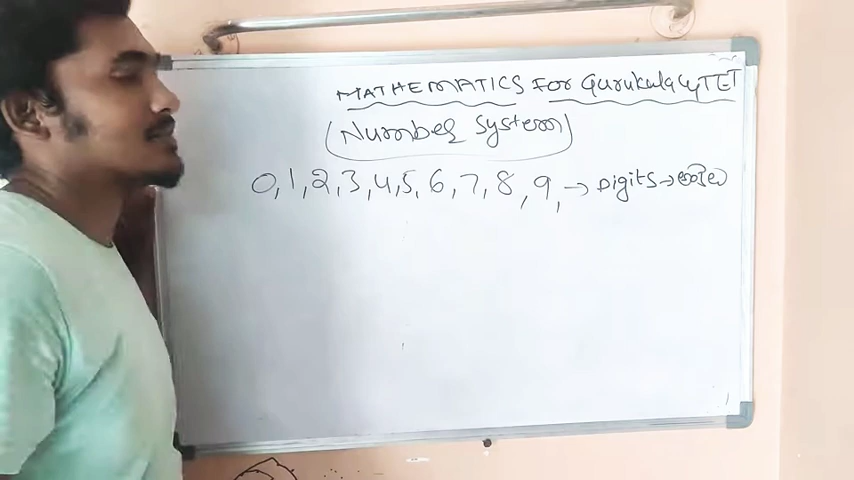 MATHEMATICS FOR Gurukula, TET
Number System
0,1,2,3,4,5,6,7,8,9,→ Digits→అంకెలు